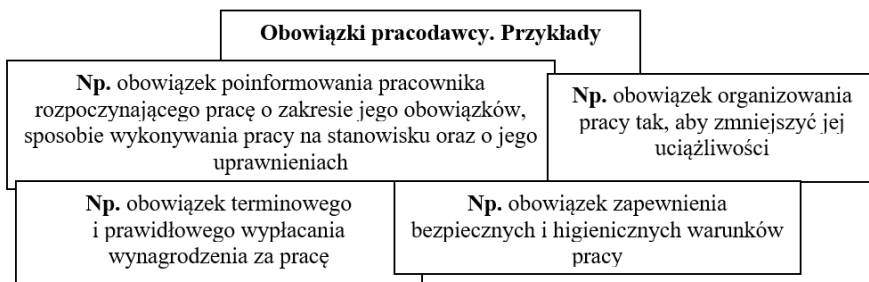 Obowiązki pracodawcy. Przykłady
Np. obowiązek poinformowania pracownika
rozpoczynającego pracę o zakresie jego obowiązków,
sposobie wykonywania pracy na stanowisku oraz o jego
uprawnieniach
Np. obowiązek organizowania
pracy tak, aby zmniejszyć jej
uciążliwości
Np. obowiązek terminowego
i prawidłowego wypłacania
wynagrodzenia za pracę
Np. obowiązek zapewnienia
bezpiecznych i higienicznych warunków
pracy